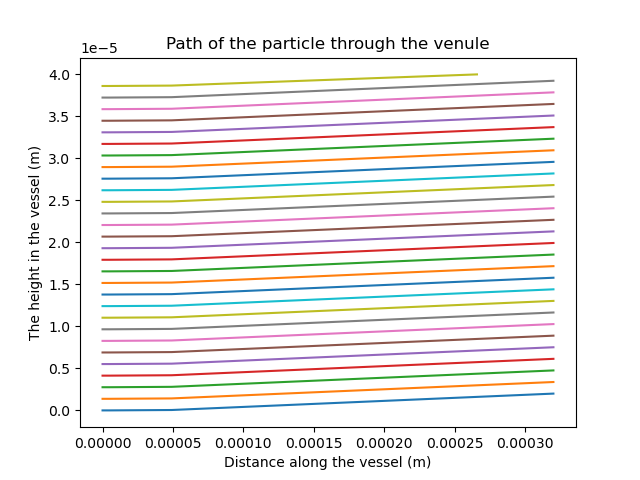 Path of the particle through the venule
1e−5
4.0
3.5
3.0
2.5
2.0
1.5
1.0
0.5
0.0
The height in the vessel (m)
0.00000 0.00005 0.00010 0.00015 0.00020 0.00025 0.00030
Distance along the vessel (m)